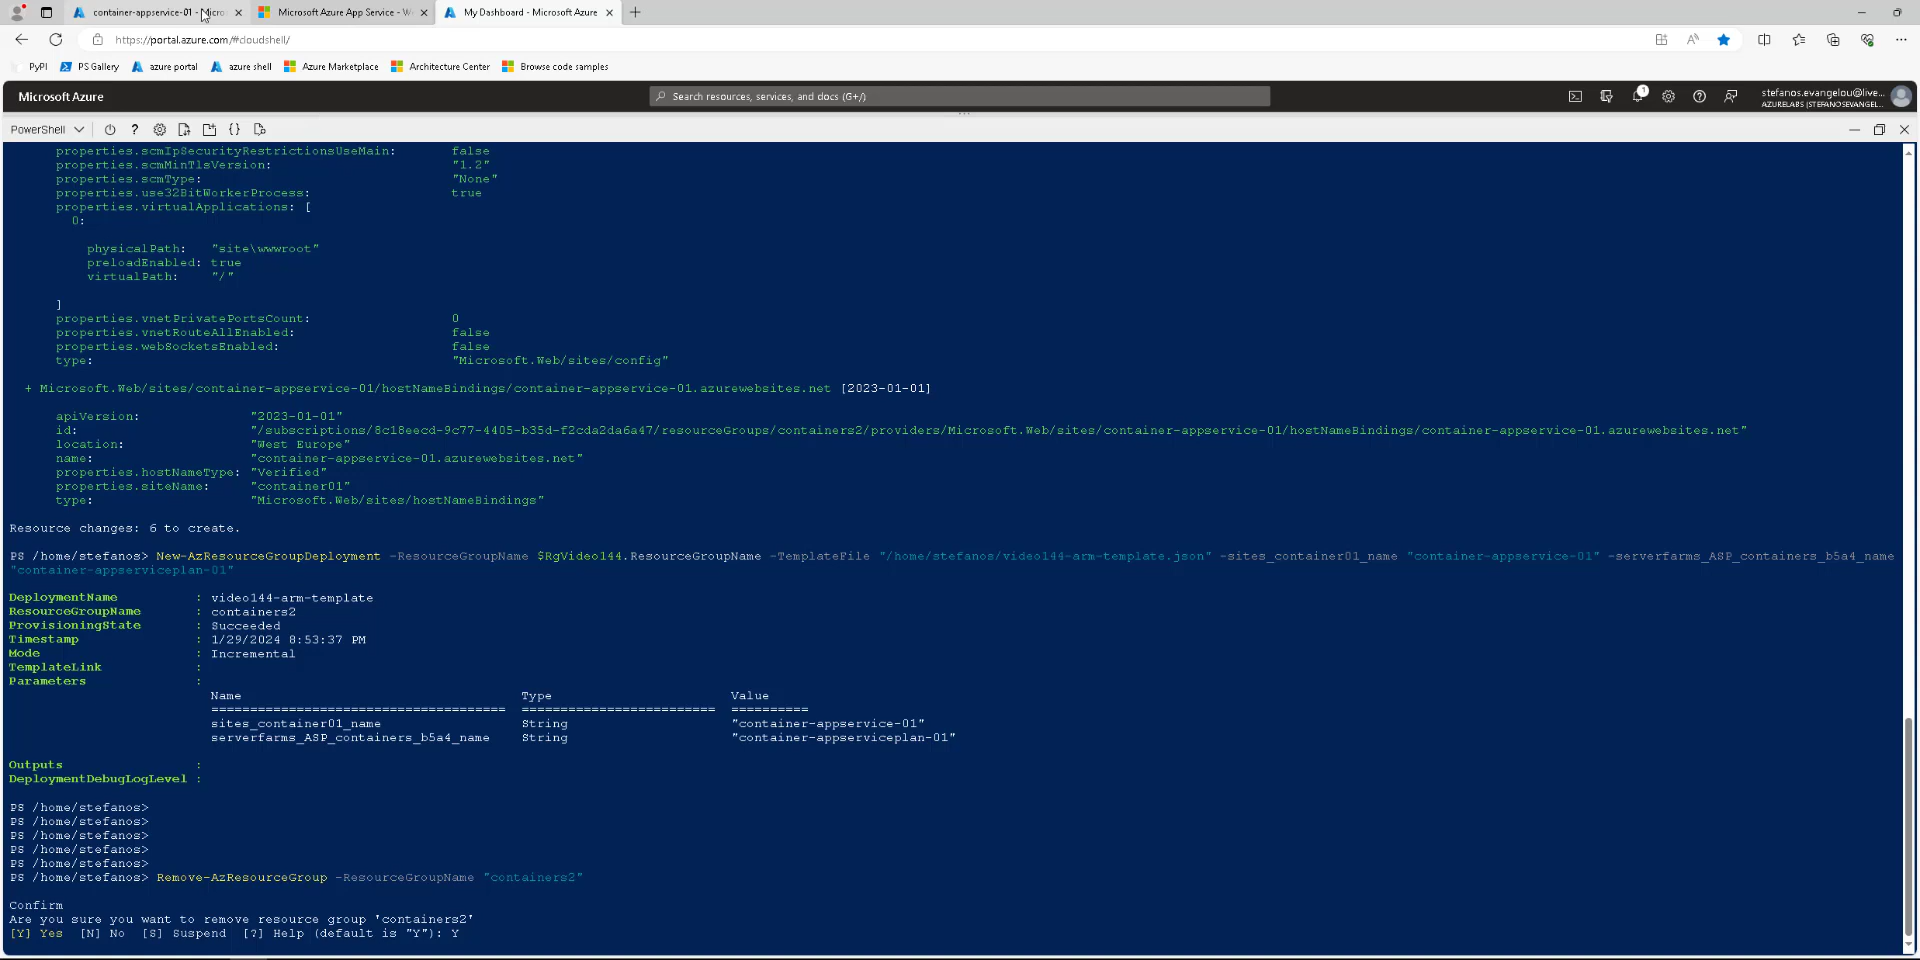 container-appservice-01 - Micro
Microsoft Azure App Service - We
My Dashboard - Microsoft Azure
https://portal.azure.com/#cloudshell/
PyPI
PS Gallery
azure portal
azure shell
Azure Marketplace
Architecture Center
Browse code samples
Microsoft Azure
Search resources, services, and docs (G+/)
1
stefanos.evangelou@live...
AZURELABS (STEFANOSEVANGEL...
PowerShell
properties.scmIpSecurityRestrictionsUseMain: false
properties.scmMinTlsVersion: "1.2"
properties.scmType: "None"
properties.use32BitWorkerProcess: true
properties.virtualApplications: [
0:
physicalPath: "site\wwwroot"
preloadEnabled: true
virtualPath: "/"
]
properties.vnetPrivatePortsCount: 0
properties.vnetRouteAllEnabled: false
properties.webSocketsEnabled: false
type: "Microsoft.Web/sites/config"
+ Microsoft.Web/sites/container-appservice-01/hostNameBindings/container-appservice-01.azurewebsites.net [2023-01-01]
apiVersion: "2023-01-01"
id: "/subscriptions/8c18eecd-9c77-4405-b35d-f2cda2da6a47/resourceGroups/containers2/providers/Microsoft.Web/sites/container-appservice-01/hostNameBindings/container-appservice-01.azurewebsites.net"
location: "West Europe"
name: "container-appservice-01.azurewebsites.net"
properties.hostNameType: "Verified"
properties.siteName: "container01"
type: "Microsoft.Web/sites/hostNameBindings"
Resource changes: 6 to create.
PS /home/stefanos> New-AzResourceGroupDeployment -ResourceGroupName $RgVideo144.ResourceGroupName -TemplateFile "/home/stefanos/video144-arm-template.json" -sites_container01_name "container-appservice-01" -serverfarms_ASP_containers_b5a4_name
"container-appserviceplan-01"
DeploymentName : video144-arm-template
ResourceGroupName : containers2
ProvisioningState : Succeeded
Timestamp : 1/29/2024 8:53:37 PM
Mode : Incremental
TemplateLink :
Parameters :
Name Type Value
====================================== ========================= ==========
sites_container01_name String "container-appservice-01"
serverfarms_ASP_containers_b5a4_name String "container-appserviceplan-01"
Outputs :
DeploymentDebugLogLevel :
PS /home/stefanos>
PS /home/stefanos>
PS /home/stefanos>
PS /home/stefanos>
PS /home/stefanos>
PS /home/stefanos> Remove-AzResourceGroup -ResourceGroupName "containers2"
Confirm
Are you sure you want to remove resource group 'containers2'
[Y] Yes [N] No [S] Suspend [?] Help (default is "Y"): Y